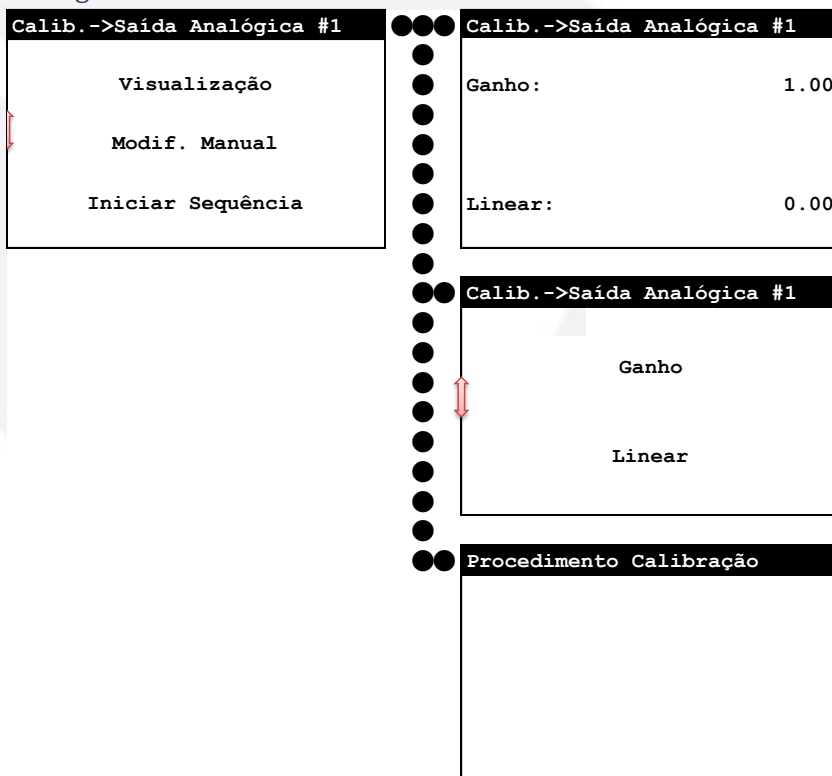 Calib.->Saída Analógica #1
Visualização
Modif. Manual
Iniciar Sequência
Calib.->Saída Analógica #1
Ganho: 1.00
Linear: 0.00
Calib.->Saída Analógica #1
Ganho
Linear
Procedimento Calibração